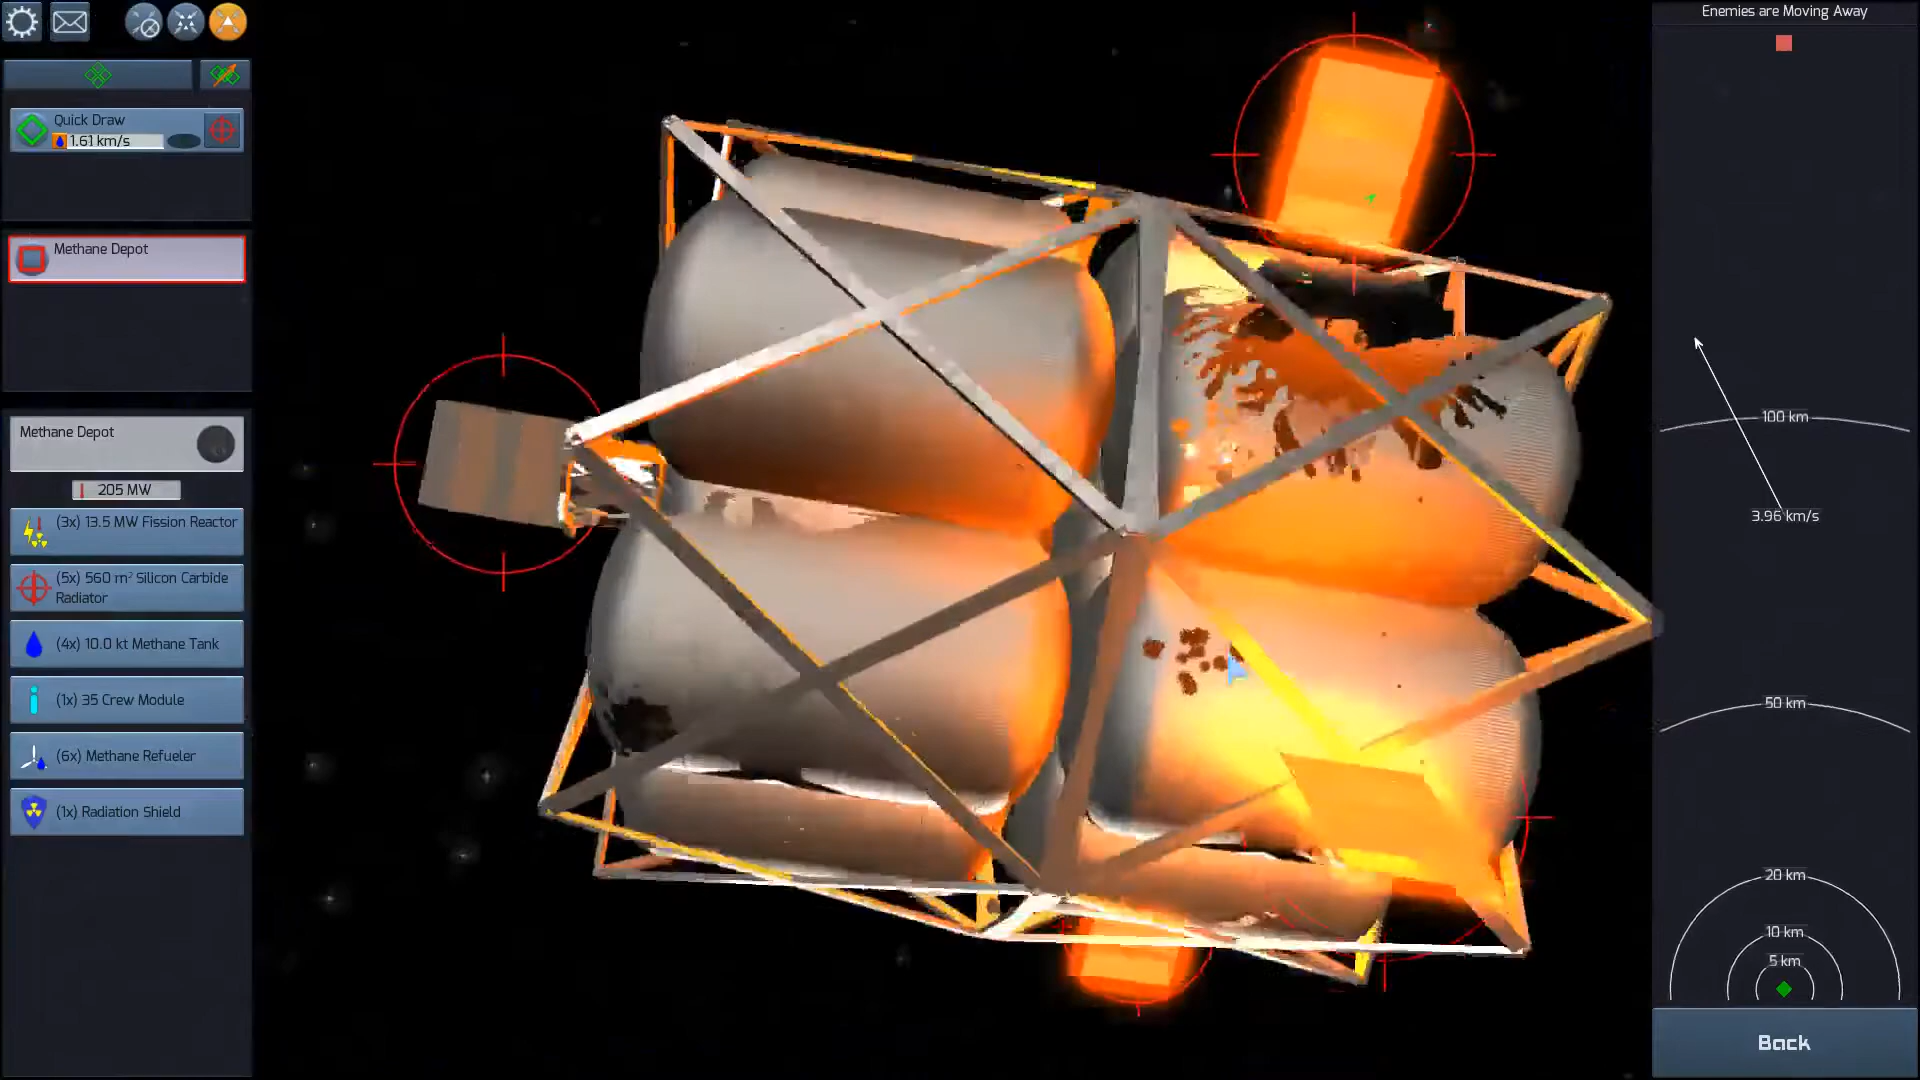 Quick Draw
1.61 km/s
Methane Depot
Methane Depot
205 MW
(3x) 13.5 MW Fission Reactor
(5x) 560 m² Silicon Carbide
Radiator
(4x) 10.0 kt Methane Tank
(1x) 35 Crew Module
(6x) Methane Refueler
(1x) Radiation Shield
Enemies are Moving Away
100 km
3.96 km/s
50 km
20 km
10 km
5 km
Back